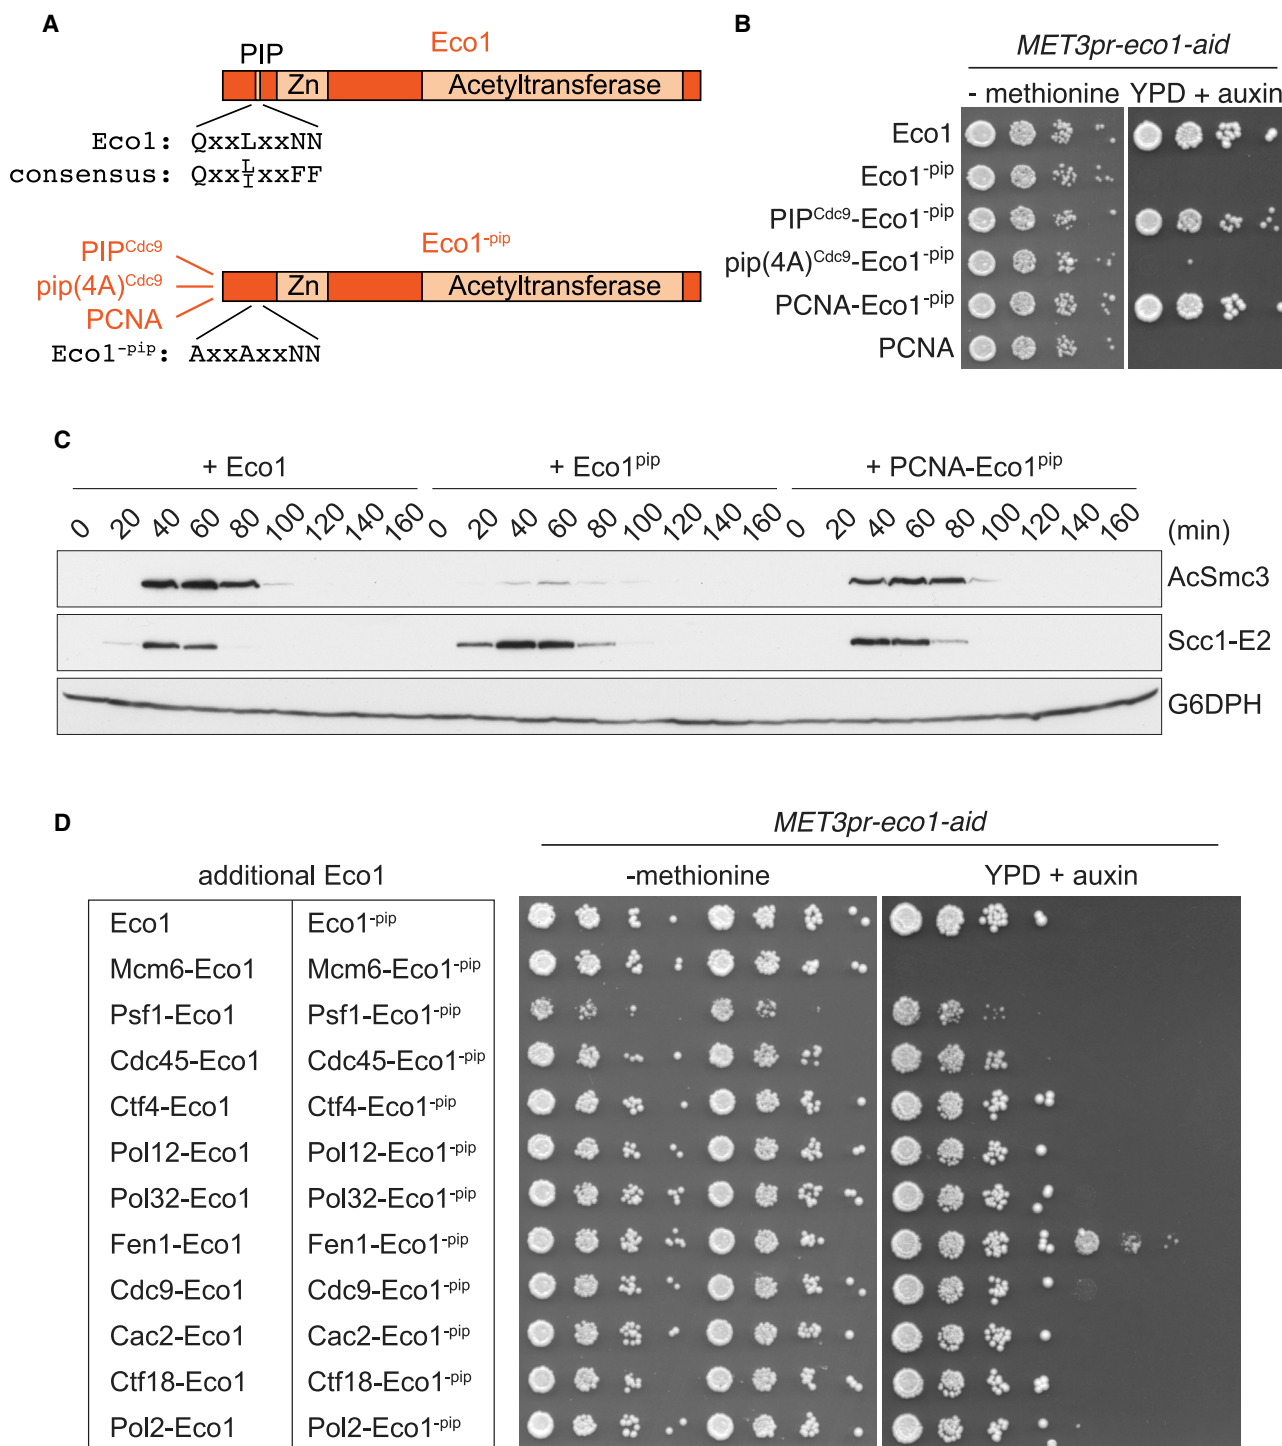 A
Eco1
PIP
Zn
Acetyltransferase
Eco1: QxxLxxNN
consensus: QxxL/IxxFF
Eco1-pip
PIPCdc9
pip(4A)Cdc9
PCNA
Zn
Acetyltransferase
Eco1-pip: AxxAxxNN
B
MET3pr-eco1-aid
- methionine YPD + auxin
Eco1
Eco1-pip
PIPCdc9-Eco1-pip
pip(4A)Cdc9-Eco1-pip
PCNA-Eco1-pip
PCNA
C
+ Eco1 + Eco1pip + PCNA-Eco1pip
0 20 40 60 80 100 120 140 160 0 20 40 60 80 100 120 140 160 0 20 40 60 80 100 120 140 160 (min)
AcSmc3
Scc1-E2
G6DPH
D
MET3pr-eco1-aid
additional Eco1 -methionine YPD + auxin
Eco1 Eco1-pip
Mcm6-Eco1 Mcm6-Eco1-pip
Psf1-Eco1 Psf1-Eco1-pip
Cdc45-Eco1 Cdc45-Eco1-pip
Ctf4-Eco1 Ctf4-Eco1-pip
Pol12-Eco1 Pol12-Eco1-pip
Pol32-Eco1 Pol32-Eco1-pip
Fen1-Eco1 Fen1-Eco1-pip
Cdc9-Eco1 Cdc9-Eco1-pip
Cac2-Eco1 Cac2-Eco1-pip
Ctf18-Eco1 Ctf18-Eco1-pip
Pol2-Eco1 Pol2-Eco1-pip